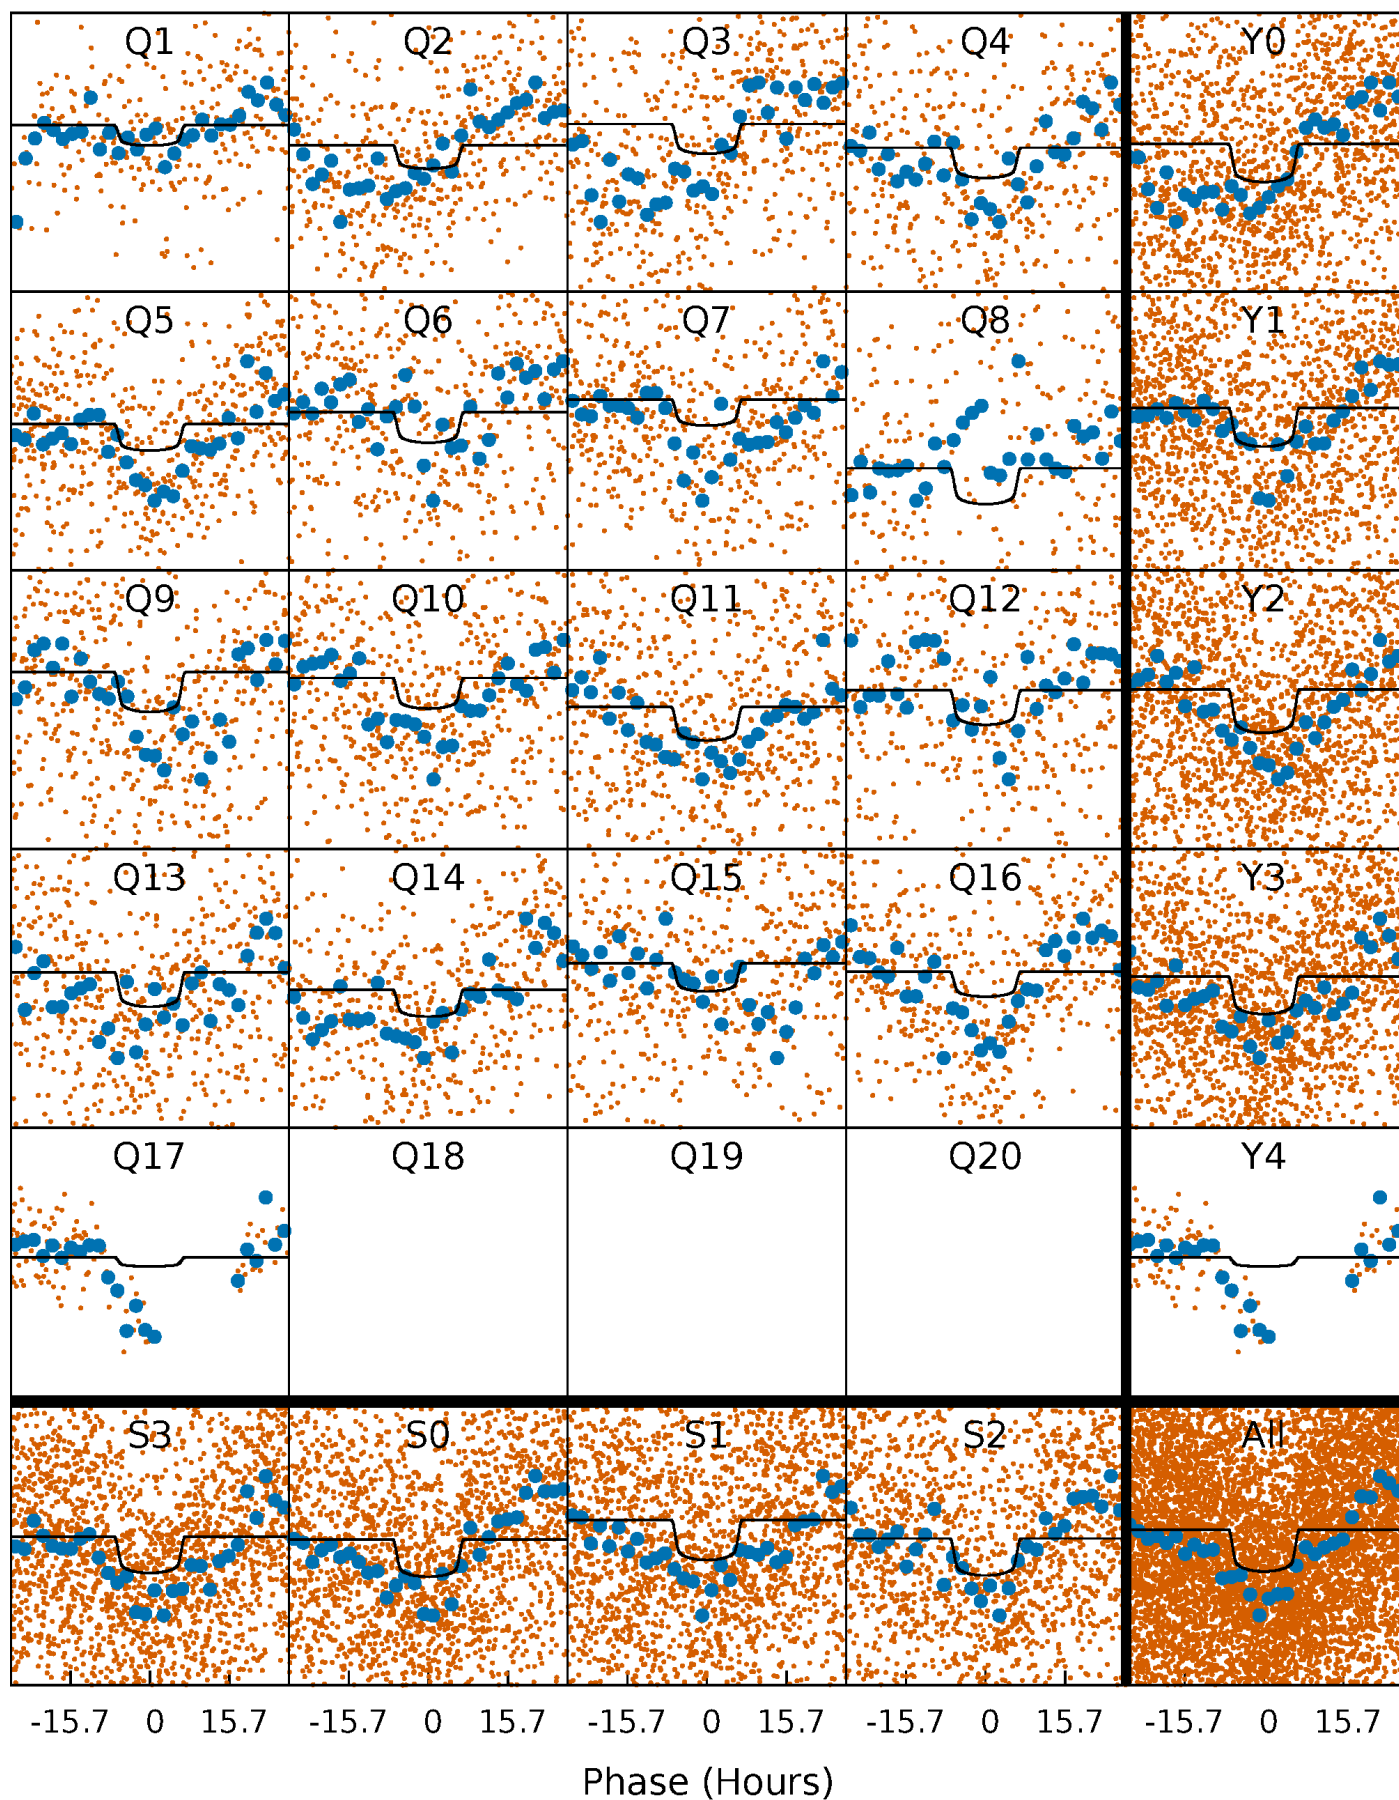 Q1 Q2 Q3 Q4 Y0
Q5 Q6 Q7 Q8 Y1
Q9 Q10 Q11 Q12 Y2
Q13 Q14 Q15 Q16 Y3
Q17 Q18 Q19 Q20 Y4
S3 S0 S1 S2 All
-15.7 0 15.7 -15.7 0 15.7 -15.7 0 15.7 -15.7 0 15.7 -15.7 0 15.7
Phase (Hours)